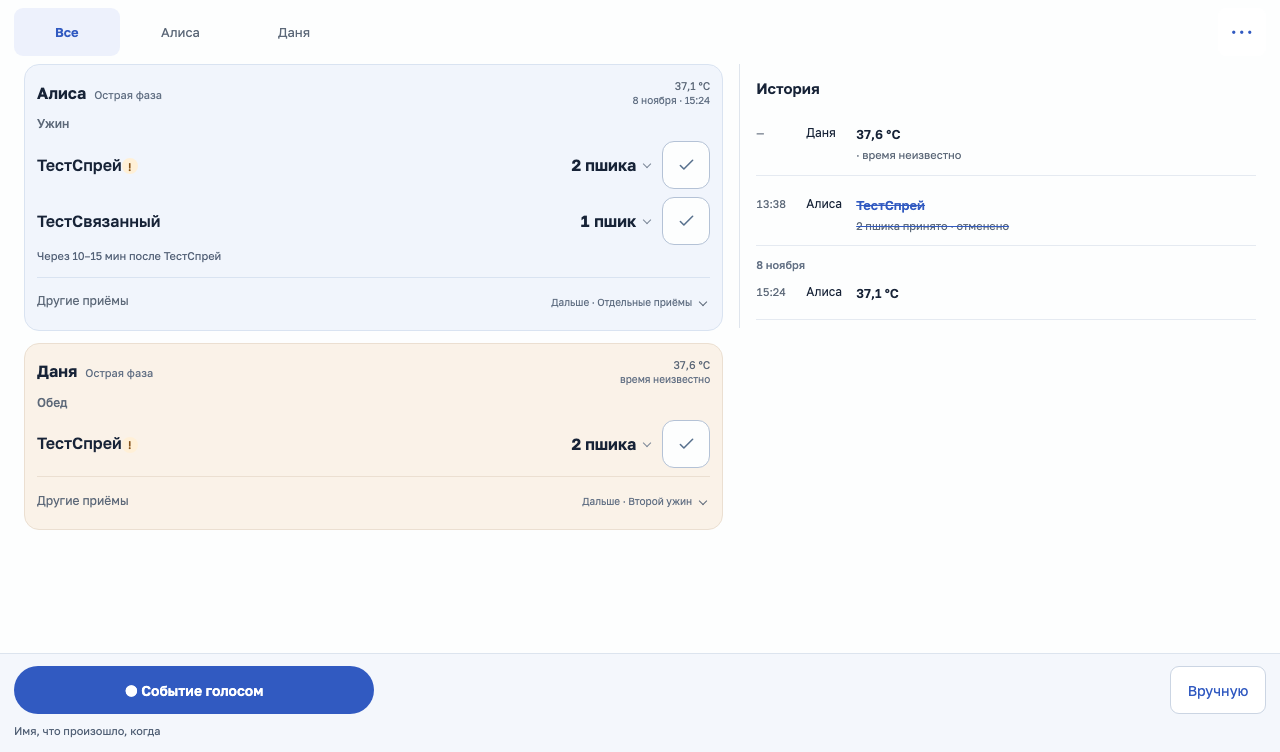 Все
Алиса
Даня
Алиса Острая фаза
37,1 °C
8 ноября · 15:24
Ужин
ТестСпрей !
2 пшика
ТестСвязанный
1 пшик
Через 10–15 мин после ТестСпрей
Другие приёмы
Дальше · Отдельные приёмы
Даня Острая фаза
37,6 °C
время неизвестно
Обед
ТестСпрей !
2 пшика
Другие приёмы
Дальше · Второй ужин
История
— Даня 37,6 °C
· время неизвестно
13:38 Алиса ТестСпрей
2 пшика принято · отменено
8 ноября
15:24 Алиса 37,1 °C
Событие голосом
Вручную
Имя, что произошло, когда